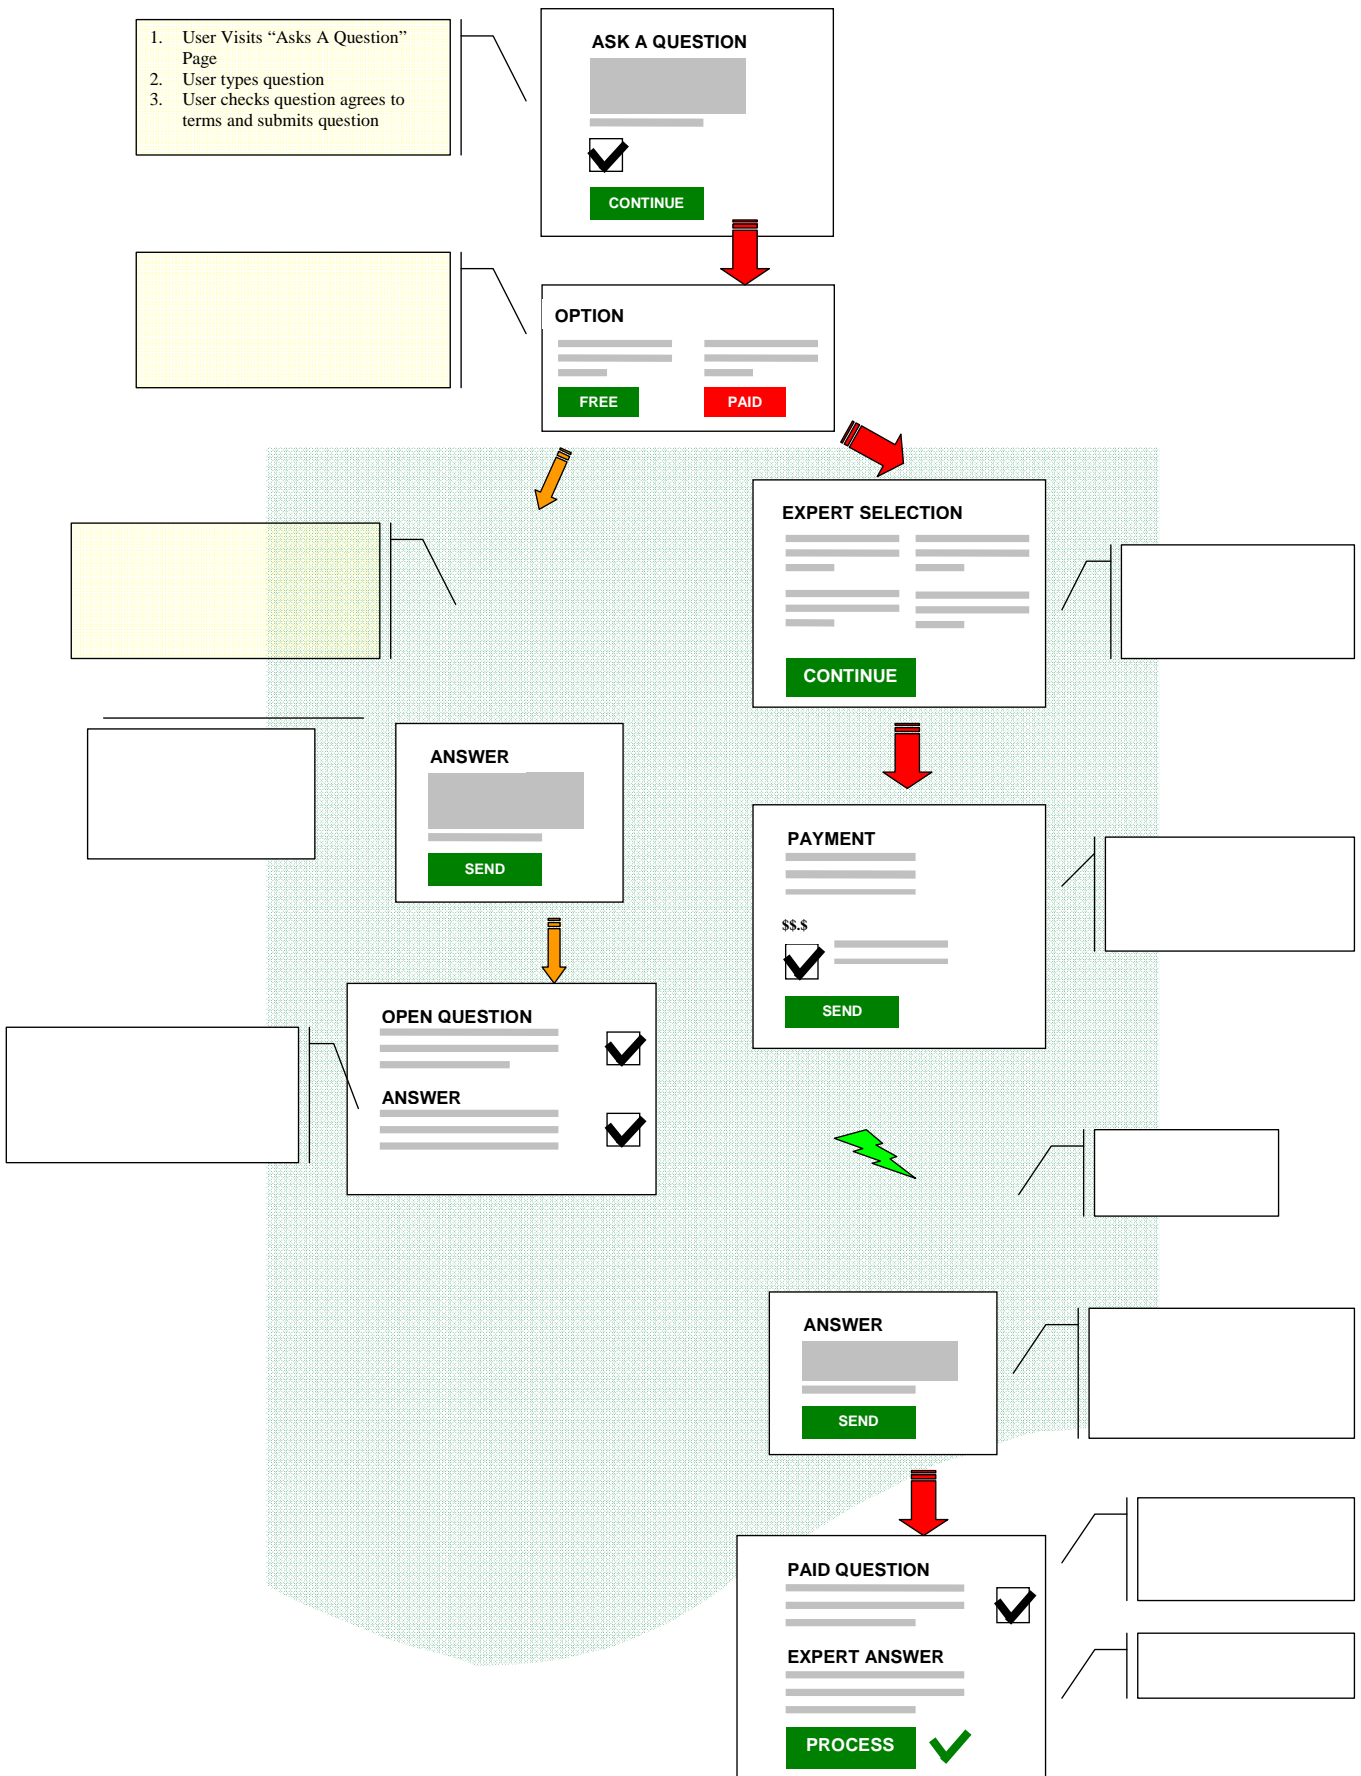 1. User Visits “Asks A Question”
Page
2. User types question
3. User checks question agrees to
terms and submits question
ASK A QUESTION
CONTINUE
OPTION
FREE
PAID
EXPERT SELECTION
CONTINUE
ANSWER
SEND
PAYMENT
$$.$
SEND
OPEN QUESTION
ANSWER
ANSWER
SEND
PAID QUESTION
EXPERT ANSWER
PROCESS